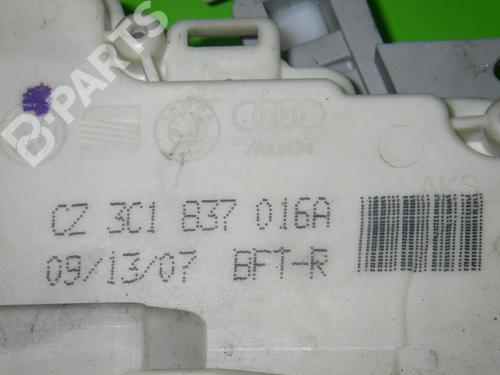 B-PARTS
Audi
AKS
CZ 3C1 837 016A
09/13/07 BFT-R